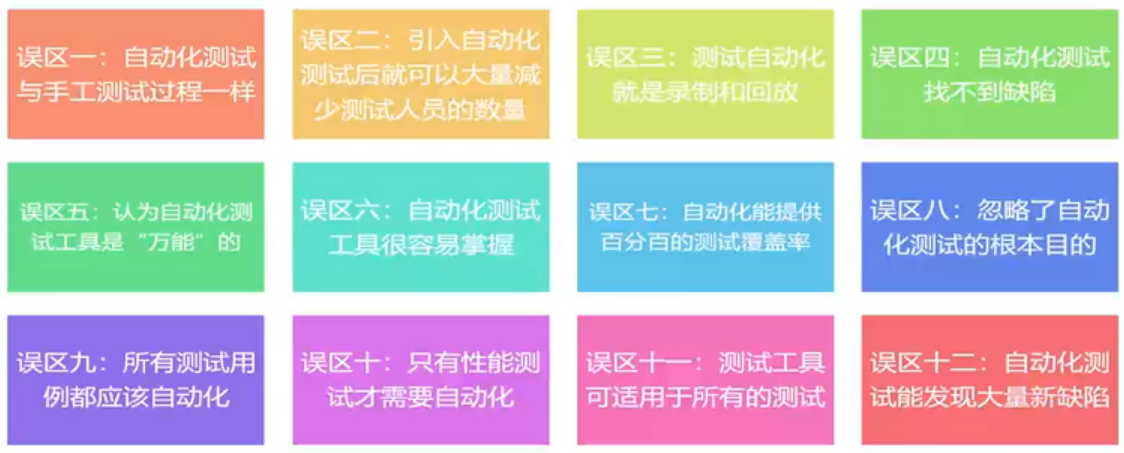 误区一：自动化测试
与手工测试过程一样
误区二：引入自动化
测试后就可以大量减
少测试人员的数量
误区三：测试自动化
就是录制和回放
误区四：自动化测试
找不到缺陷
误区五：认为自动化测
试工具是“万能”的
误区六：自动化测试
工具很容易掌握
误区七：自动化能提供
百分百的测试覆盖率
误区八：忽略了自动
化测试的根本目的
误区九：所有测试用
例都应该自动化
误区十：只有性能测
试才需要自动化
误区十一：测试工具
可适用于所有的测试
误区十二：自动化测
试能发现大量新缺陷